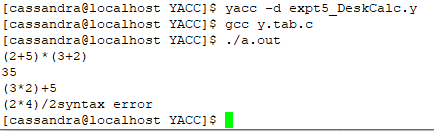 [cassandra@localhost YACC]$ yacc -d expt5_DeskCalc.y
[cassandra@localhost YACC]$ gcc y.tab.c
[cassandra@localhost YACC]$ ./a.out
(2+5)*(3+2)
35
(3*2)+5
(2*4)/2syntax error
[cassandra@localhost YACC]$